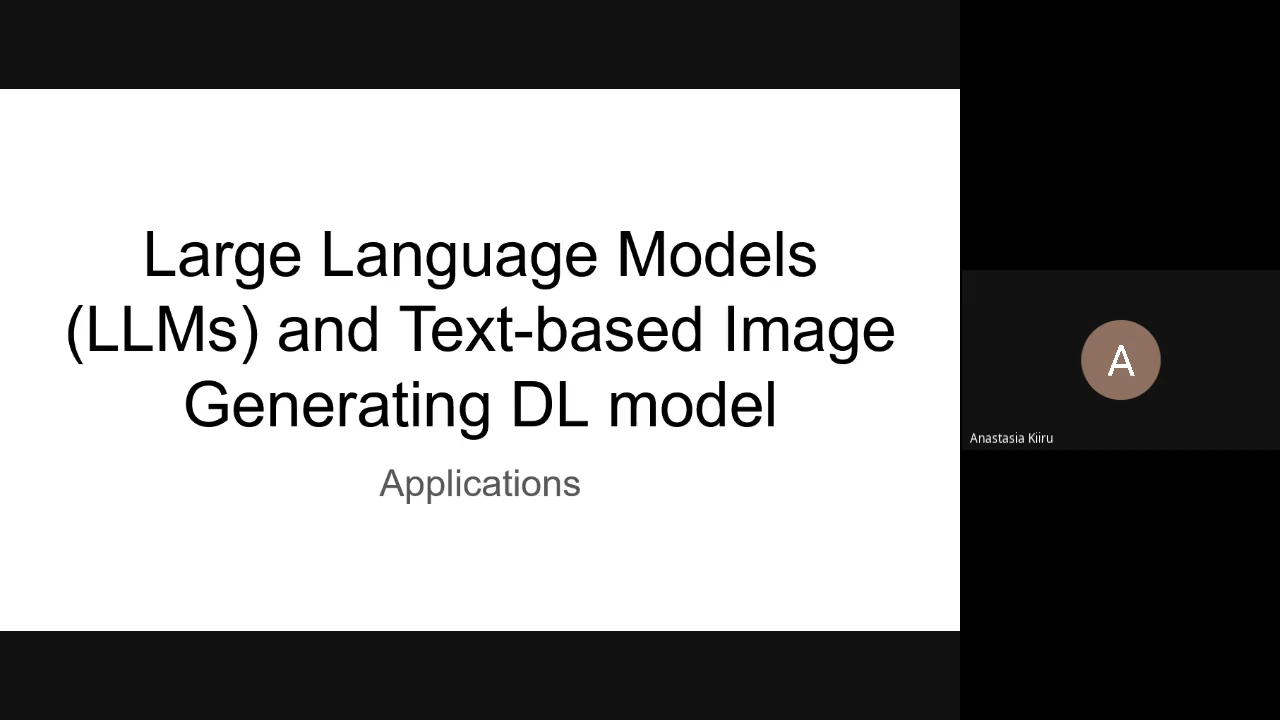 Large Language Models
(LLMs) and Text-based Image
Generating DL model
Applications
A
Anastasia Kiiru